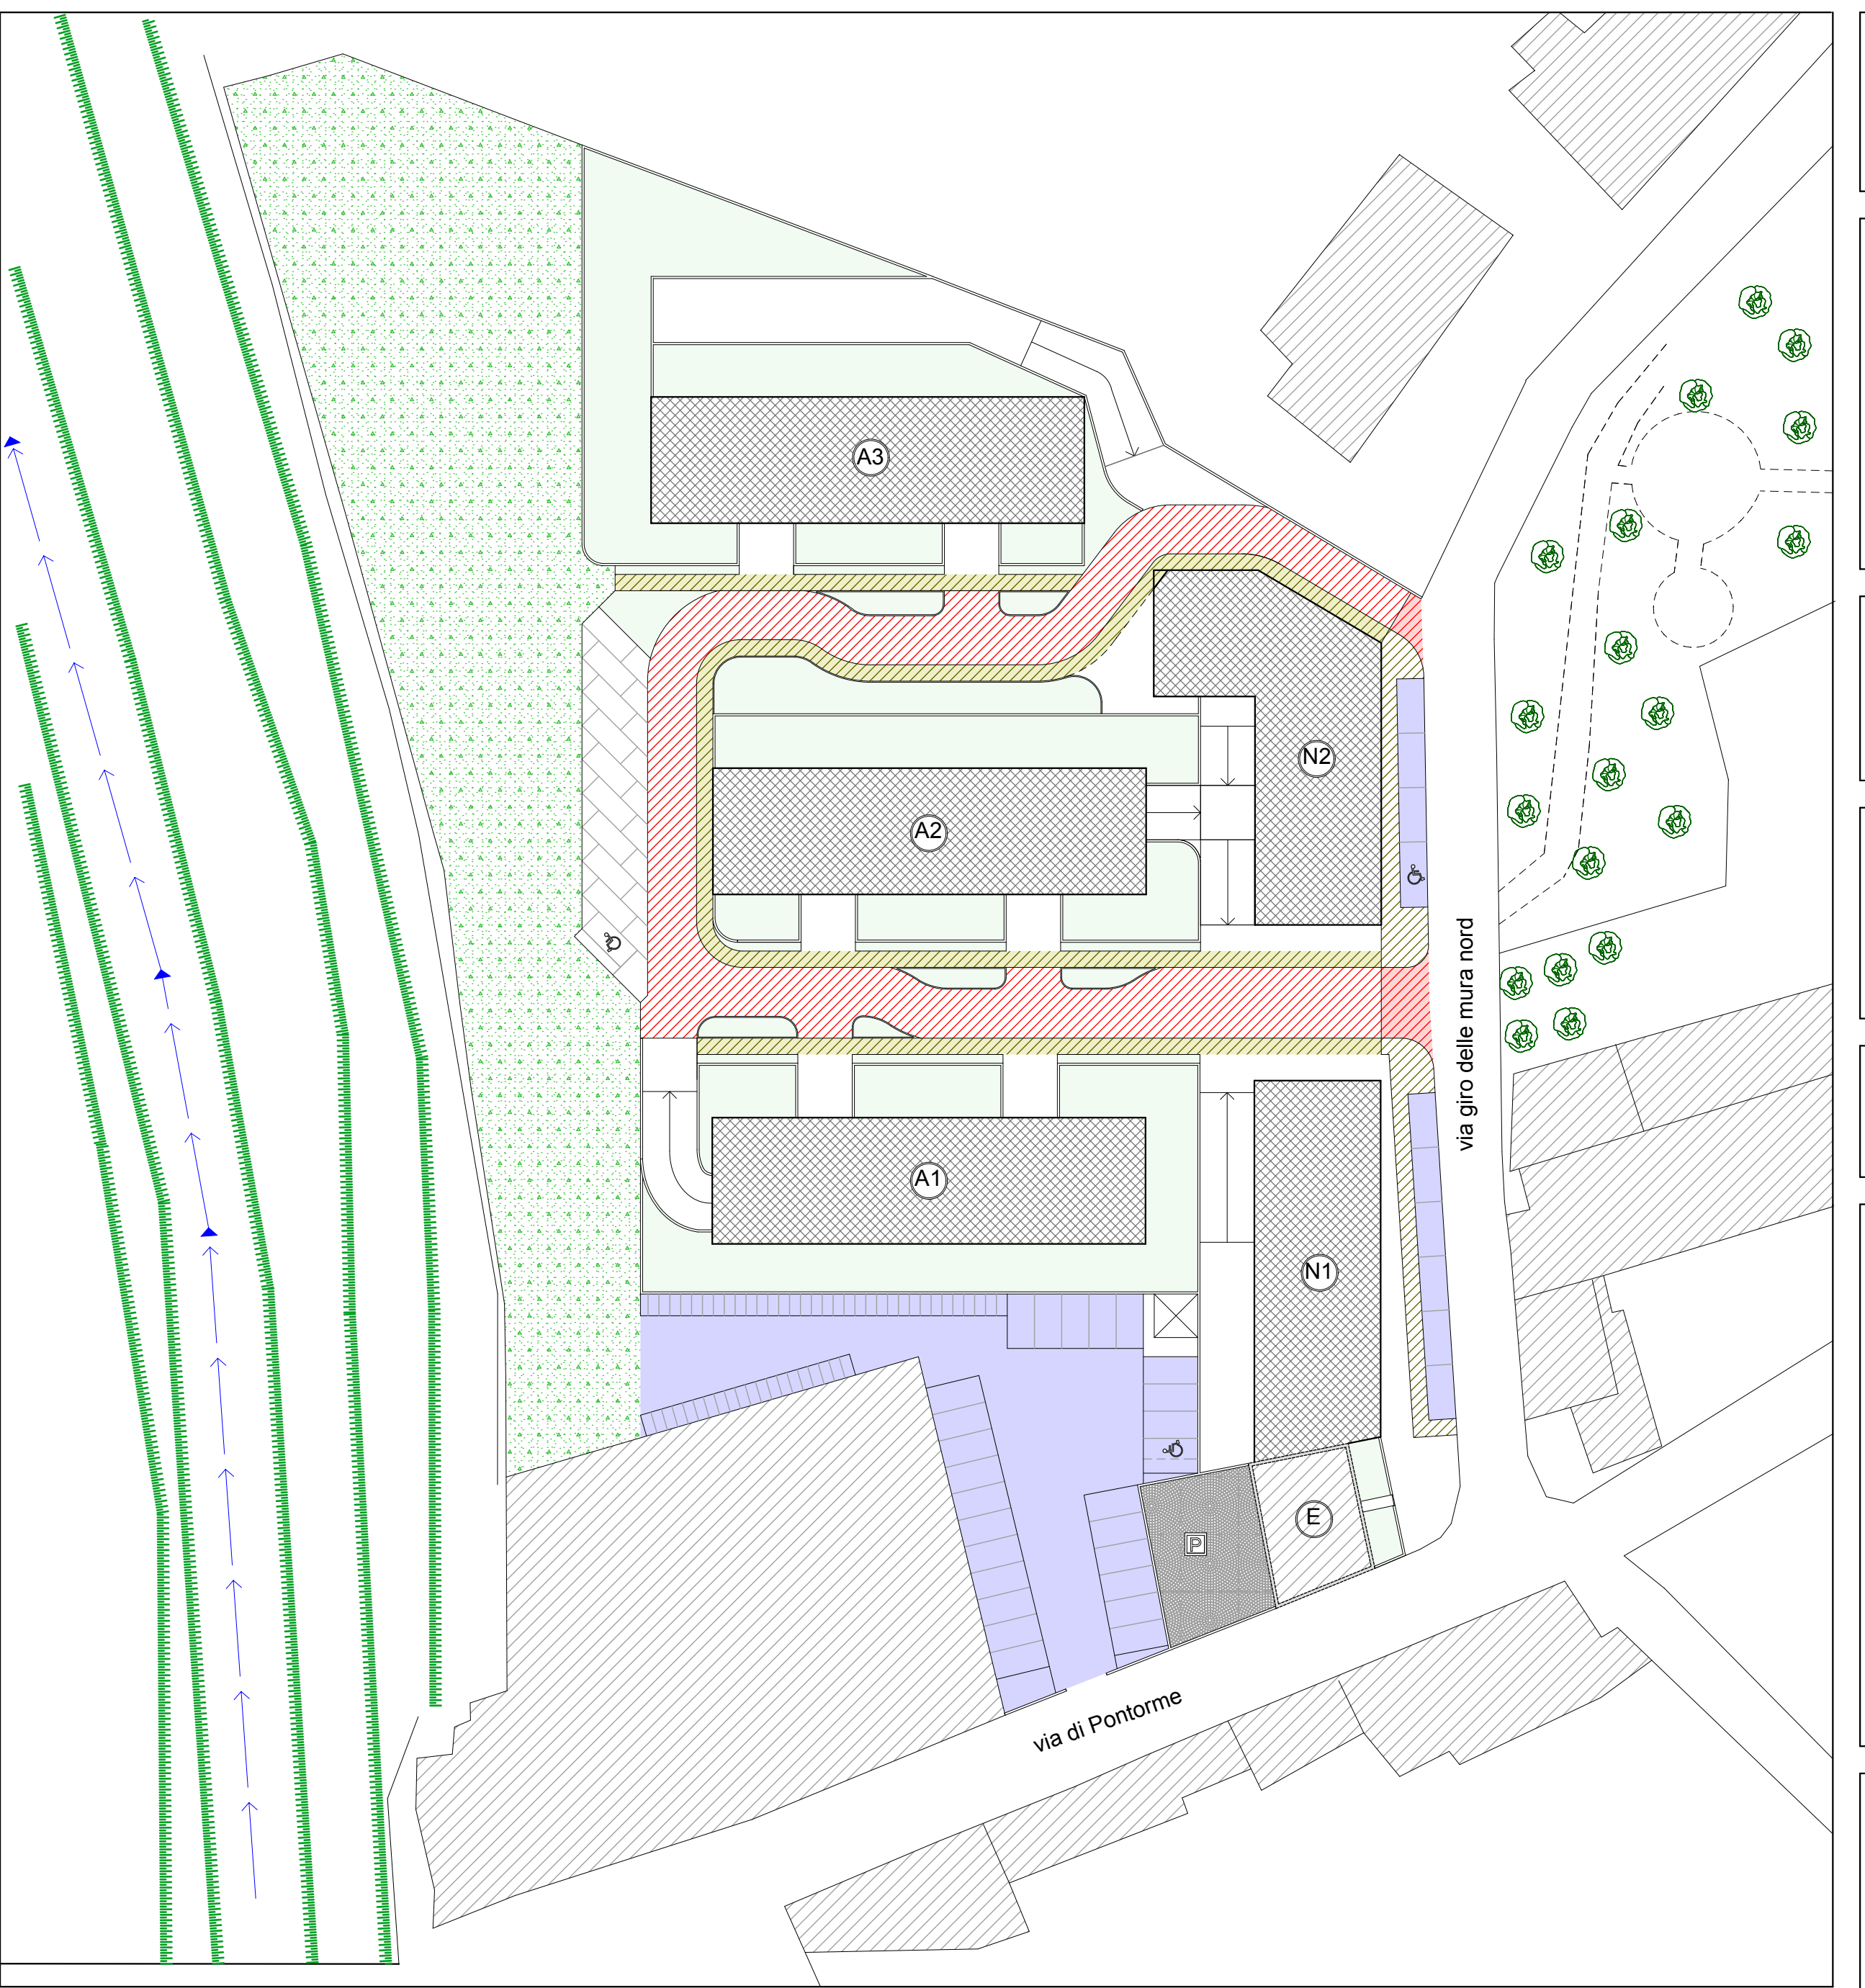 A3
N2
A2
via giro delle mura nord
A1
N1
E
P
via di Pontorme